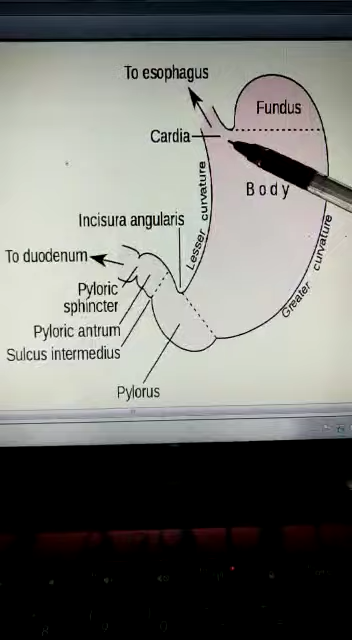 To esophagus
Fundus
Cardia
Body
Lesser curvature
Incisura angularis
Greater curvature
To duodenum
Pyloric
sphincter
Pyloric antrum
Sulcus intermedius
Pylorus